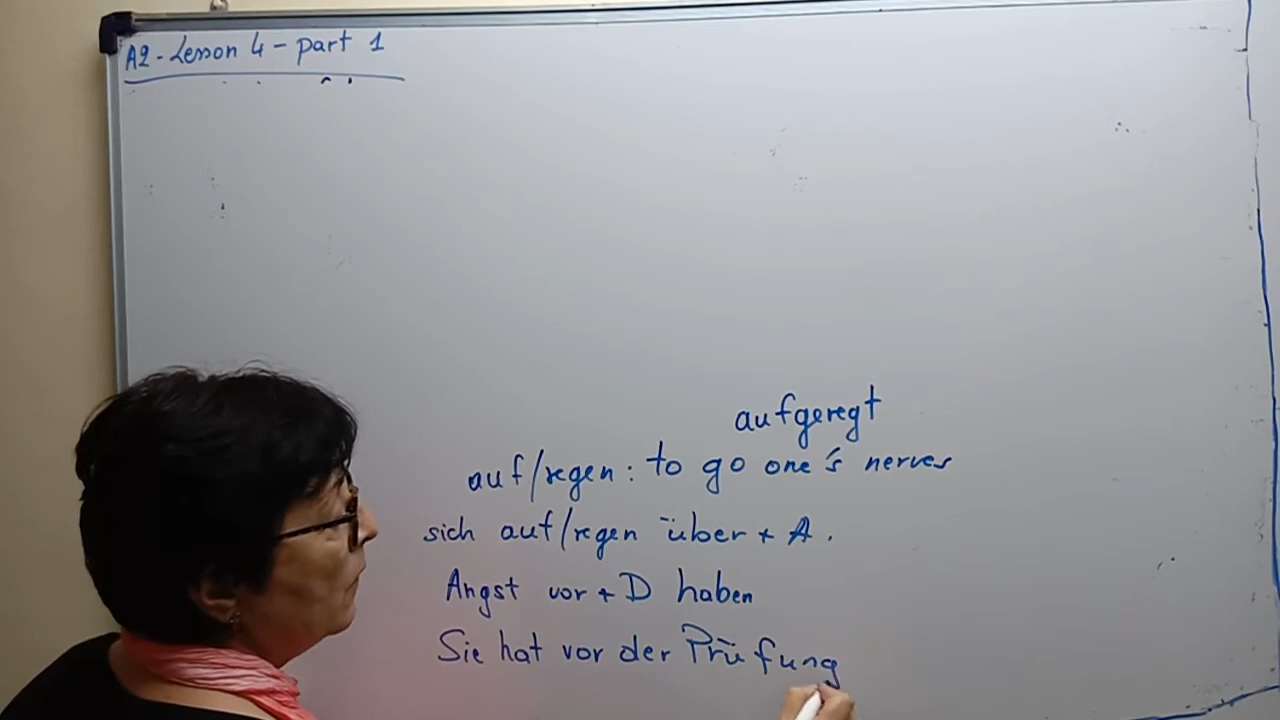 A2 - Lesson 4 - part 1
aufgeregt
auf/regen: to go one's nerves
sich auf/regen über + A.
Angst vor + D haben
Sie hat vor der Prüfung